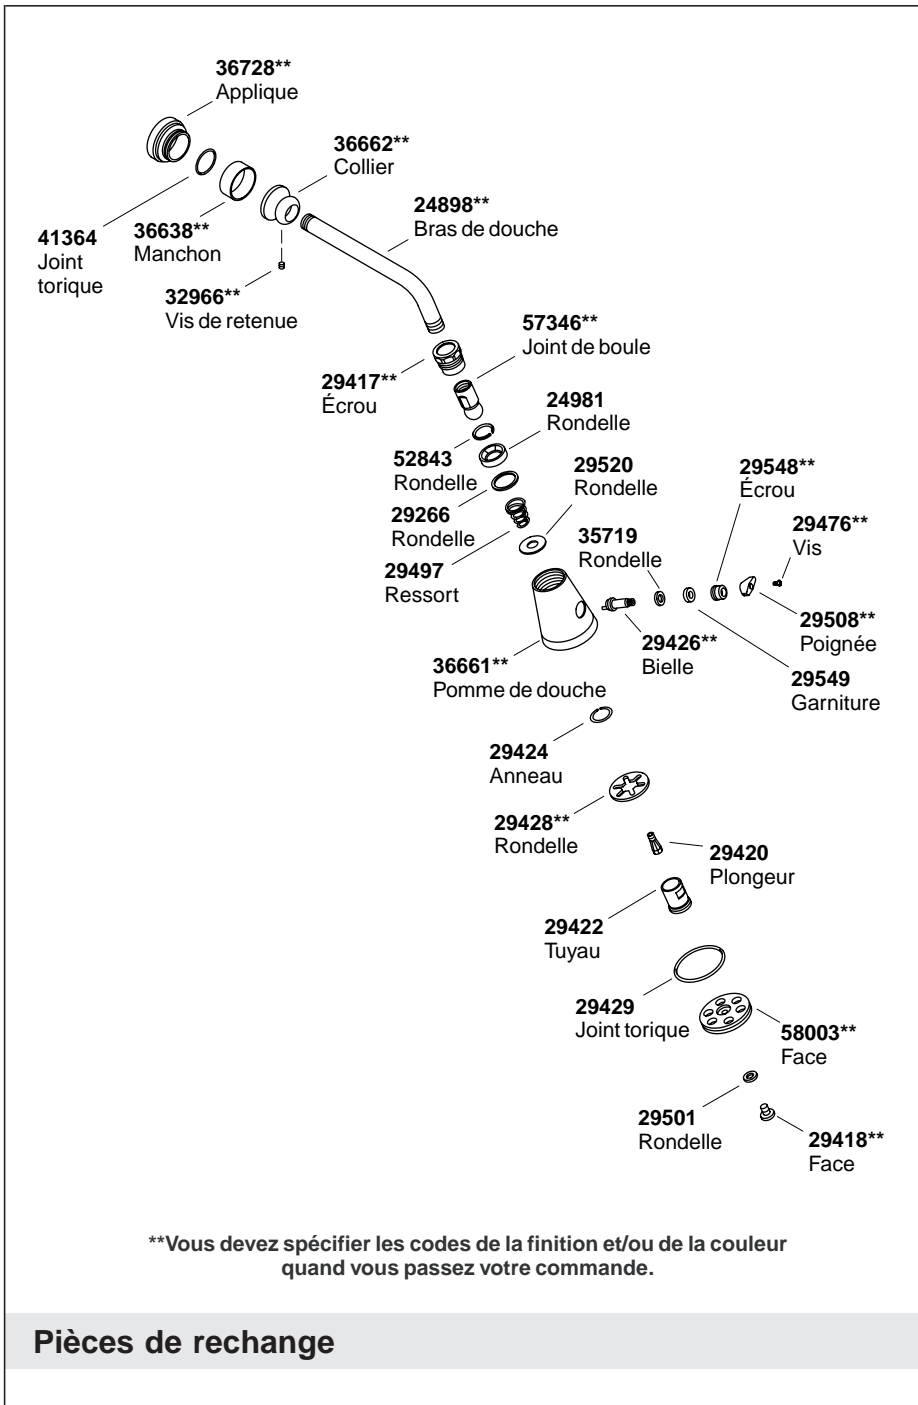 36728**
Applique
36662**
Collier
24898**
Bras de douche
41364
Joint
torique
36638**
Manchon
32966**
Vis de retenue
57346**
Joint de boule
29417**
Écrou
24981
Rondelle
52843
Rondelle
29520
Rondelle
29548**
Écrou
29266
Rondelle
35719
Rondelle
29476**
Vis
29497
Ressort
29508**
Poignée
29426**
Bielle
36661**
Pomme de douche
29549
Garniture
29424
Anneau
29428**
Rondelle
29420
Plongeur
29422
Tuyau
29429
Joint torique
58003**
Face
29501
Rondelle
29418**
Face
**Vous devez spécifier les codes de la finition et/ou de la couleur
quand vous passez votre commande.
Pièces de rechange